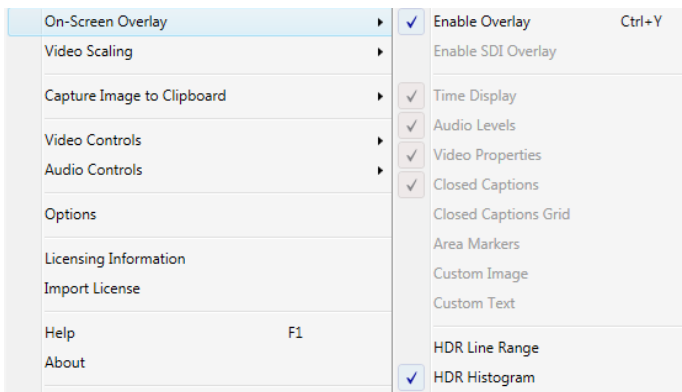 On-Screen Overlay
Video Scaling
Capture Image to Clipboard
Video Controls
Audio Controls
Options
Licensing Information
Import License
Help F1
About
Enable Overlay Ctrl+Y
Enable SDI Overlay
Time Display
Audio Levels
Video Properties
Closed Captions
Closed Captions Grid
Area Markers
Custom Image
Custom Text
HDR Line Range
HDR Histogram